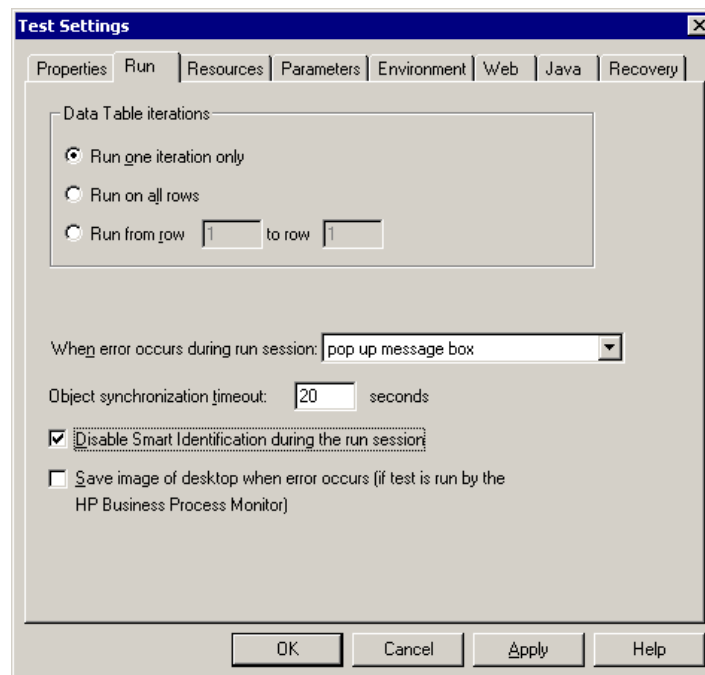 Test Settings
Properties Run Resources Parameters Environment Web Java Recovery
Data Table iterations
Run one iteration only
Run on all rows
Run from row 1 to row 1
When error occurs during run session: pop up message box
Object synchronization timeout: 20 seconds
Disable Smart Identification during the run session
Save image of desktop when error occurs (if test is run by the
HP Business Process Monitor)
OK Cancel Apply Help